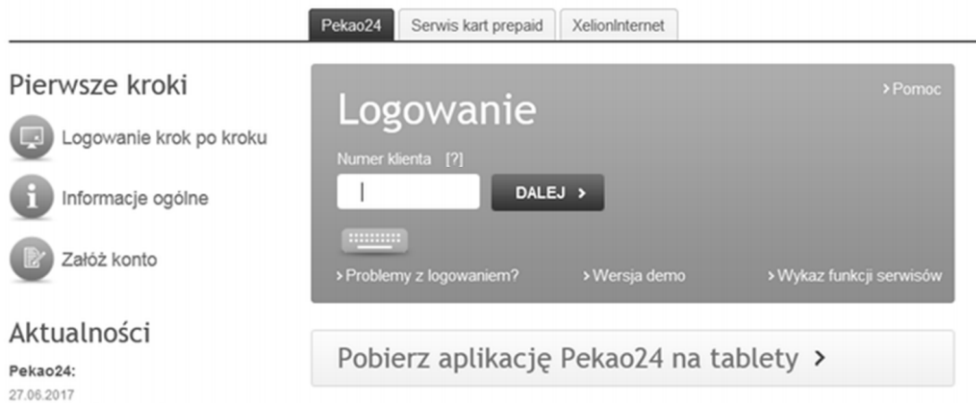 Pekao24
Serwis kart prepaid
XelionInternet
Pierwsze kroki
Logowanie krok po kroku
Informacje ogólne
Załóż konto
Aktualności
Pekao24:
27.06.2017
> Pomoc
Logowanie
Numer klienta [?]
DALEJ >
> Problemy z logowaniem?
> Wersja demo
> Wykaz funkcji serwisów
Pobierz aplikację Pekao24 na tablety >